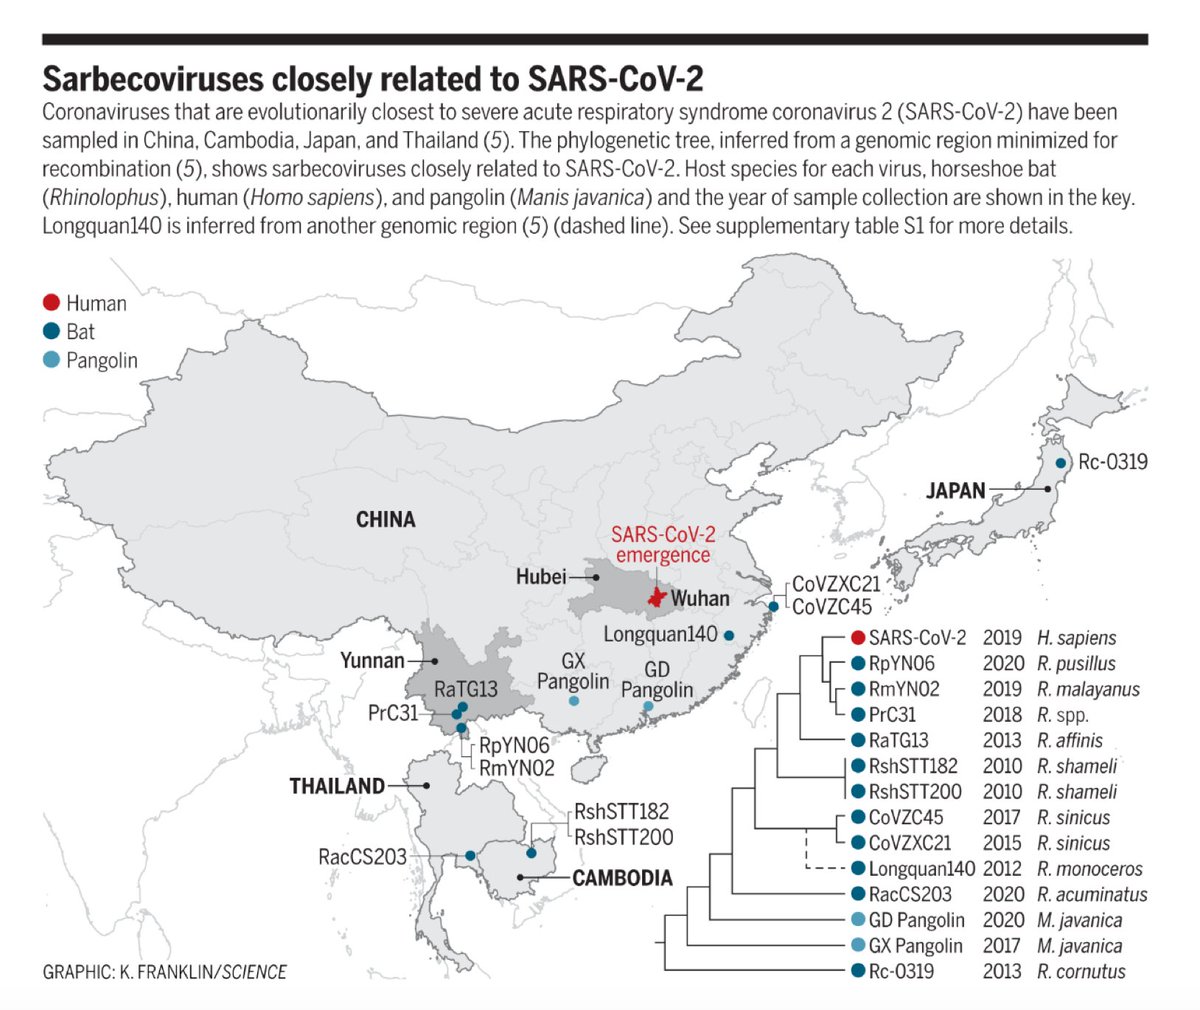 Sarbecoviruses closely related to SARS-CoV-2
Coronaviruses that are evolutionarily closest to severe acute respiratory syndrome coronavirus 2 (SARS-CoV-2) have been
sampled in China, Cambodia, Japan, and Thailand (5). The phylogenetic tree, inferred from a genomic region minimized for
recombination (5), shows sarbecoviruses closely related to SARS-CoV-2. Host species for each virus, horseshoe bat
(Rhinolophus), human (Homo sapiens), and pangolin (Manis javanica) and the year of sample collection are shown in the key.
Longquan140 is inferred from another genomic region (5) (dashed line). See supplementary table S1 for more details.
Human
Bat
Pangolin
Rc-0319
JAPAN
CHINA
SARS-CoV-2
emergence
Hubei
Wuhan
CoVZXC21
CoVZC45
Longquan140
Yunnan
GX
Pangolin
GD
Pangolin
RaTG13
PrC31
RpYN06
RmYN02
THAILAND
RshSTT182
RshSTT200
RacCS203
CAMBODIA
SARS-CoV-2 2019 H. sapiens
RpYN06 2020 R. pusillus
RmYN02 2019 R. malayanus
PrC31 2018 R. spp.
RaTG13 2013 R. affinis
RshSTT182 2010 R. shameli
RshSTT200 2010 R. shameli
CoVZC45 2017 R. sinicus
CoVZXC21 2015 R. sinicus
Longquan140 2012 R. monoceros
RacCS203 2020 R. acuminatus
GD Pangolin 2020 M. javanica
GX Pangolin 2017 M. javanica
Rc-0319 2013 R. cornutus
GRAPHIC: K. FRANKLIN/SCIENCE